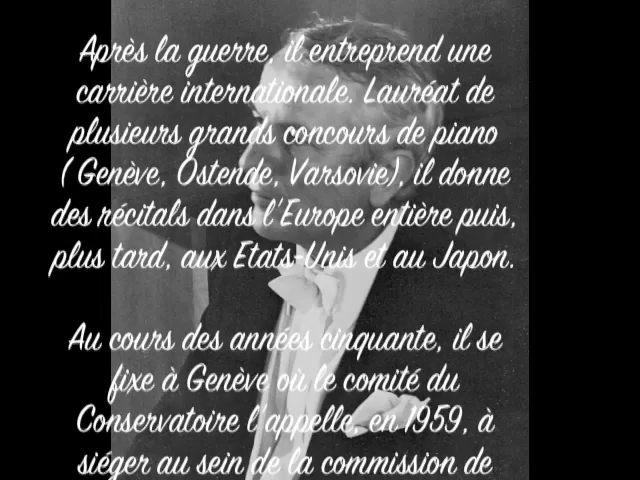 Après la guerre, il entreprend une
carrière internationale. Lauréat de
plusieurs grands concours de piano
( Genève, Ostende, Varsovie), il donne
des récitals dans l'Europe entière puis,
plus tard, aux Etats-Unis et au Japon.
Au cours des années cinquante, il se
fixe à Genève où le comité du
Conservatoire l'appelle, en 1959, à
siéger au sein de la commission de